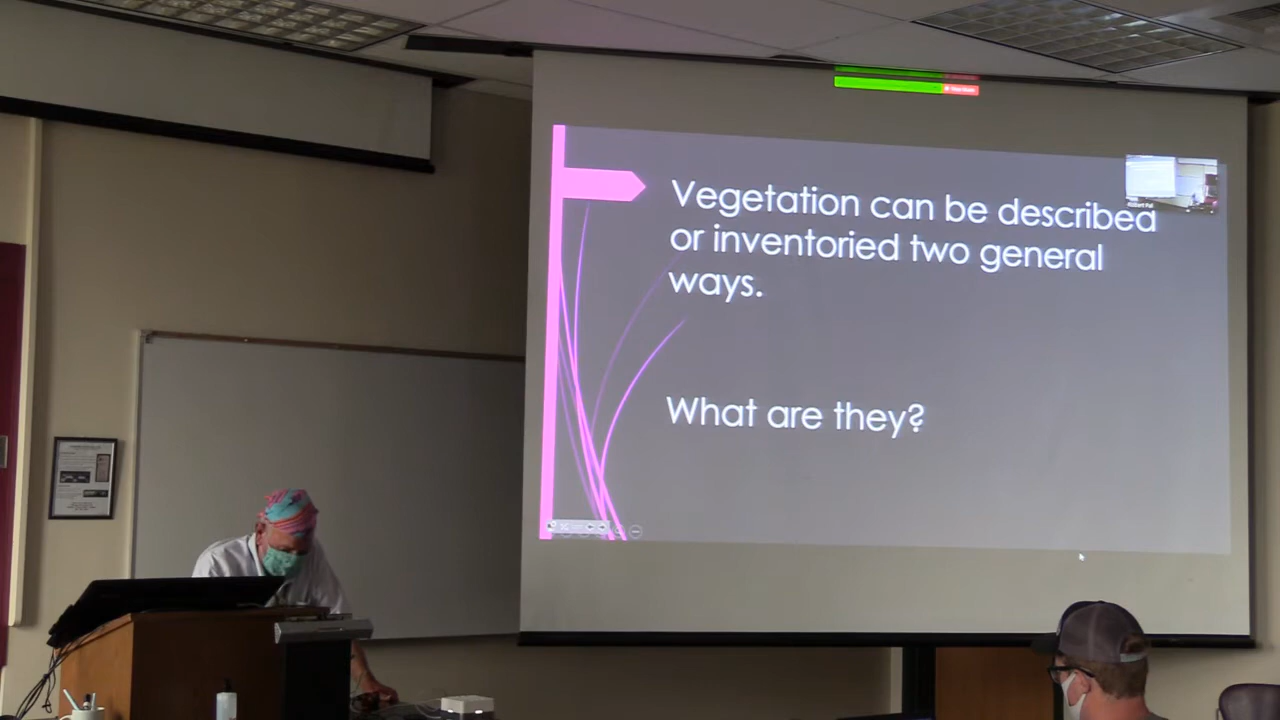 Vegetation can be described
or inventoried two general
ways.
What are they?